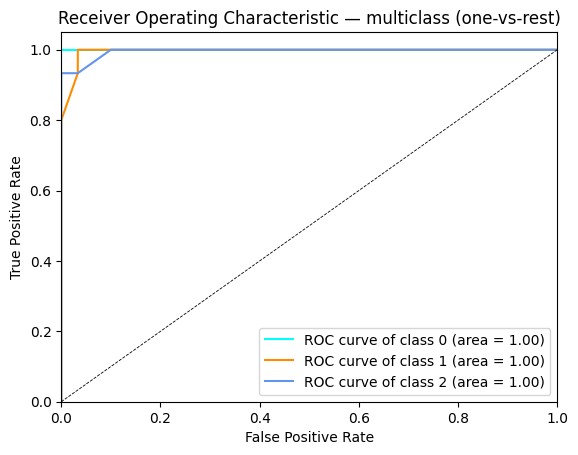 Receiver Operating Characteristic — multiclass (one-vs-rest)
1.0
0.8
0.6
0.4
0.2
0.0
True Positive Rate
ROC curve of class 0 (area = 1.00)
ROC curve of class 1 (area = 1.00)
ROC curve of class 2 (area = 1.00)
0.0 0.2 0.4 0.6 0.8 1.0
False Positive Rate